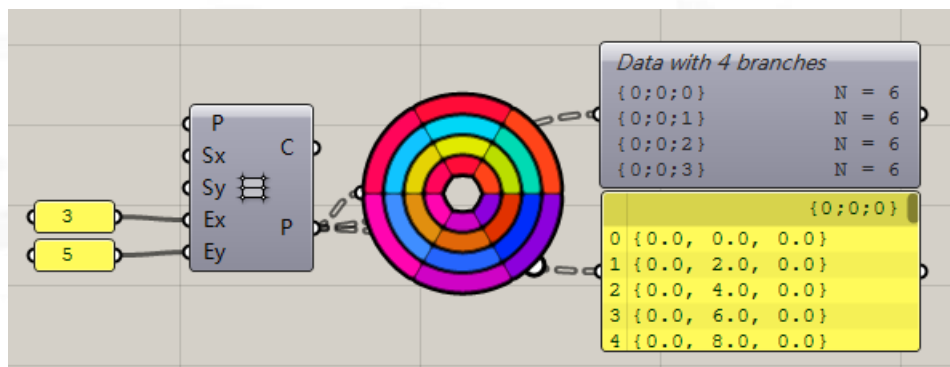 3
5
P
Sx
Sy
Ex
Ey
C
P
Data with 4 branches
{0;0;0} N = 6
{0;0;1} N = 6
{0;0;2} N = 6
{0;0;3} N = 6
{0;0;0}
0 {0.0, 0.0, 0.0}
1 {0.0, 2.0, 0.0}
2 {0.0, 4.0, 0.0}
3 {0.0, 6.0, 0.0}
4 {0.0, 8.0, 0.0}